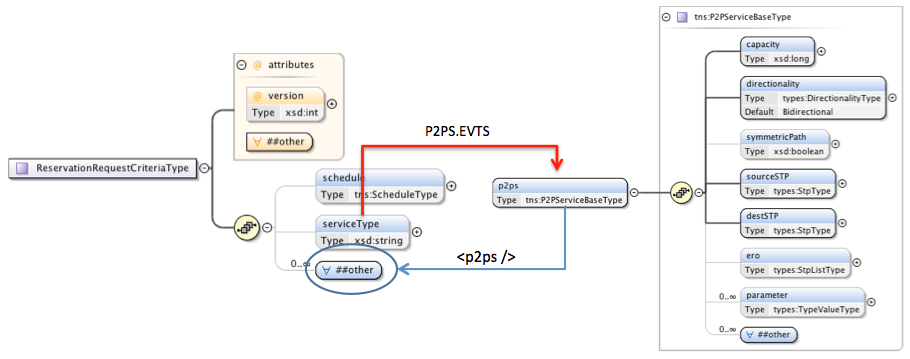 ReservationRequestCriteriaType
@ attributes
@ version
Type xsd:int
∀ ##other
schedule
Type tns:ScheduleType
serviceType
Type xsd:string
0..∞
∀ ##other
P2PS.EVTS
<p2ps />
p2ps
Type tns:P2PServiceBaseType
tns:P2PServiceBaseType
capacity
Type xsd:long
directionality
Type types:DirectionalityType
Default Bidirectional
symmetricPath
Type xsd:boolean
sourceSTP
Type types:StpType
destSTP
Type types:StpType
ero
Type types:StpListType
0..∞
parameter
Type types:TypeValueType
0..∞
∀ ##other